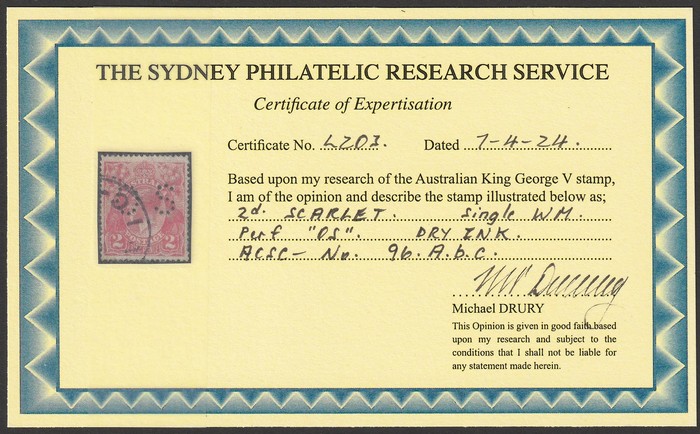 THE SYDNEY PHILATELIC RESEARCH SERVICE
Certificate of Expertisation
Certificate No. L203. Dated 7-4-24.
Based upon my research of the Australian King George V stamp,
I am of the opinion and describe the stamp illustrated below as;
2d. SCARLET. single WM.
Perf "OS". DRY INK.
ACSC- No. 96.A.b.c.
Michael DRURY
This Opinion is given in good faith based
upon my research and subject to the
conditions that I shall not be liable for
any statement made herein.
2 2